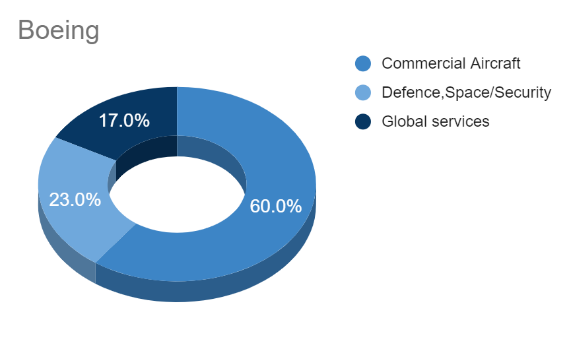 Boeing
Commercial Aircraft
Defence,Space/Security
Global services
17.0%
23.0%
60.0%